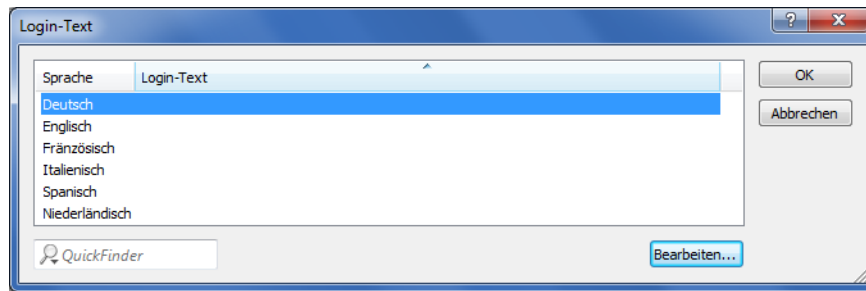 Login-Text
Sprache Login-Text
OK
Deutsch
Abbrechen
Englisch
Fränzösisch
Italienisch
Spanisch
Niederländisch
QuickFinder
Bearbeiten...